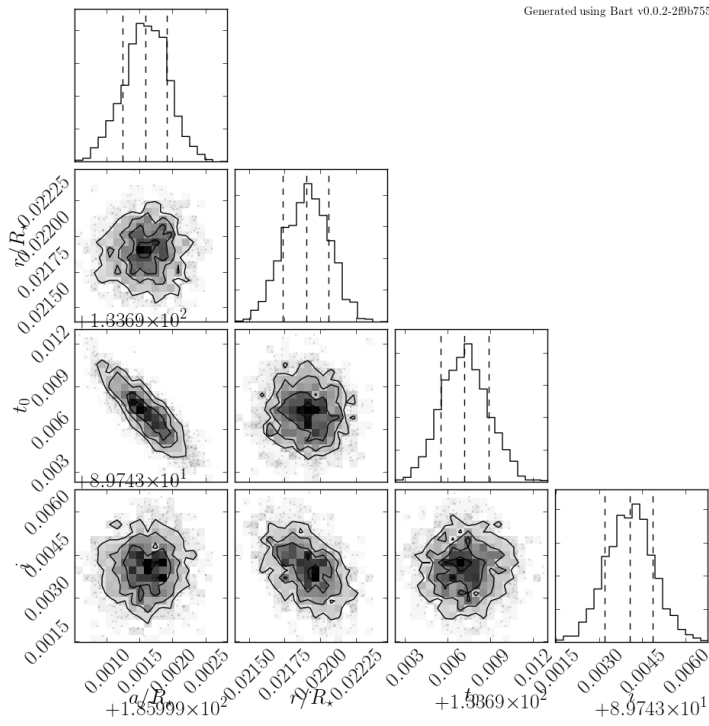 Generated using Bart v0.0.2-2f9b755
r/R⋆
0.02225
0.02200
0.02175
0.02150
+1.3369×10²
t₀
0.012
0.009
0.006
0.003
+8.9743×10¹
i
0.0060
0.0045
0.0030
0.0015
0.0010 0.0015 0.0020 0.0025
a/R⋆
+1.85999×10²
0.02150 0.02175 0.02200 0.02225
r/R⋆
0.003 0.006 0.009 0.012
t₀
+1.3369×10²
0.0015 0.0030 0.0045 0.0060
i
+8.9743×10¹